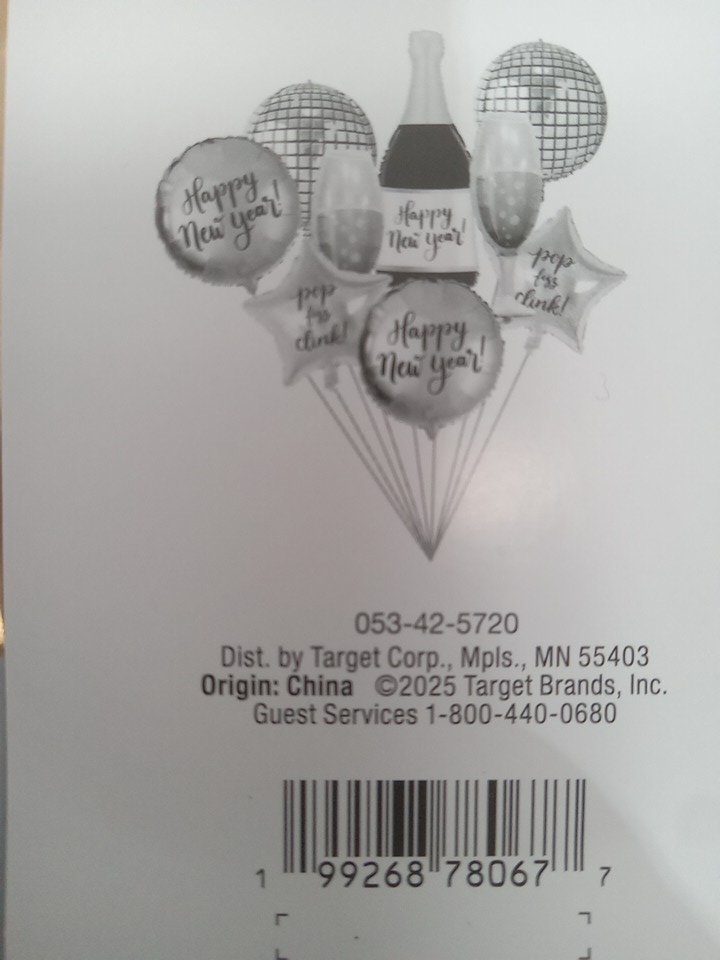 Happy
New Year!
Happy
New Year!
pop
fizz
clink!
pop
fizz
clink!
Happy
New Year!
053-42-5720
Dist. by Target Corp., Mpls., MN 55403
Origin: China ©2025 Target Brands, Inc.
Guest Services 1-800-440-0680
1 99268 78067 7